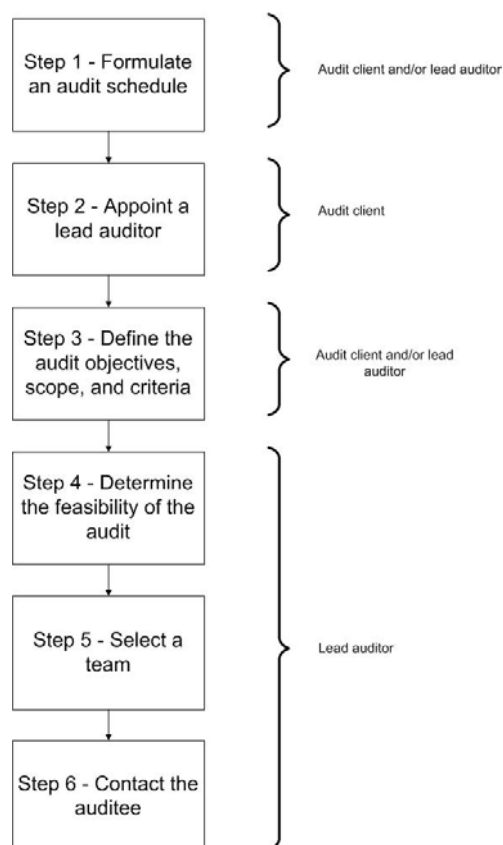 Step 1 - Formulate
an audit schedule
Audit client and/or lead auditor
Step 2 - Appoint a
lead auditor
Audit client
Step 3 - Define the
audit objectives,
scope, and criteria
Audit client and/or lead
auditor
Step 4 - Determine
the feasibility of the
audit
Step 5 - Select a
team
Lead auditor
Step 6 - Contact the
auditee